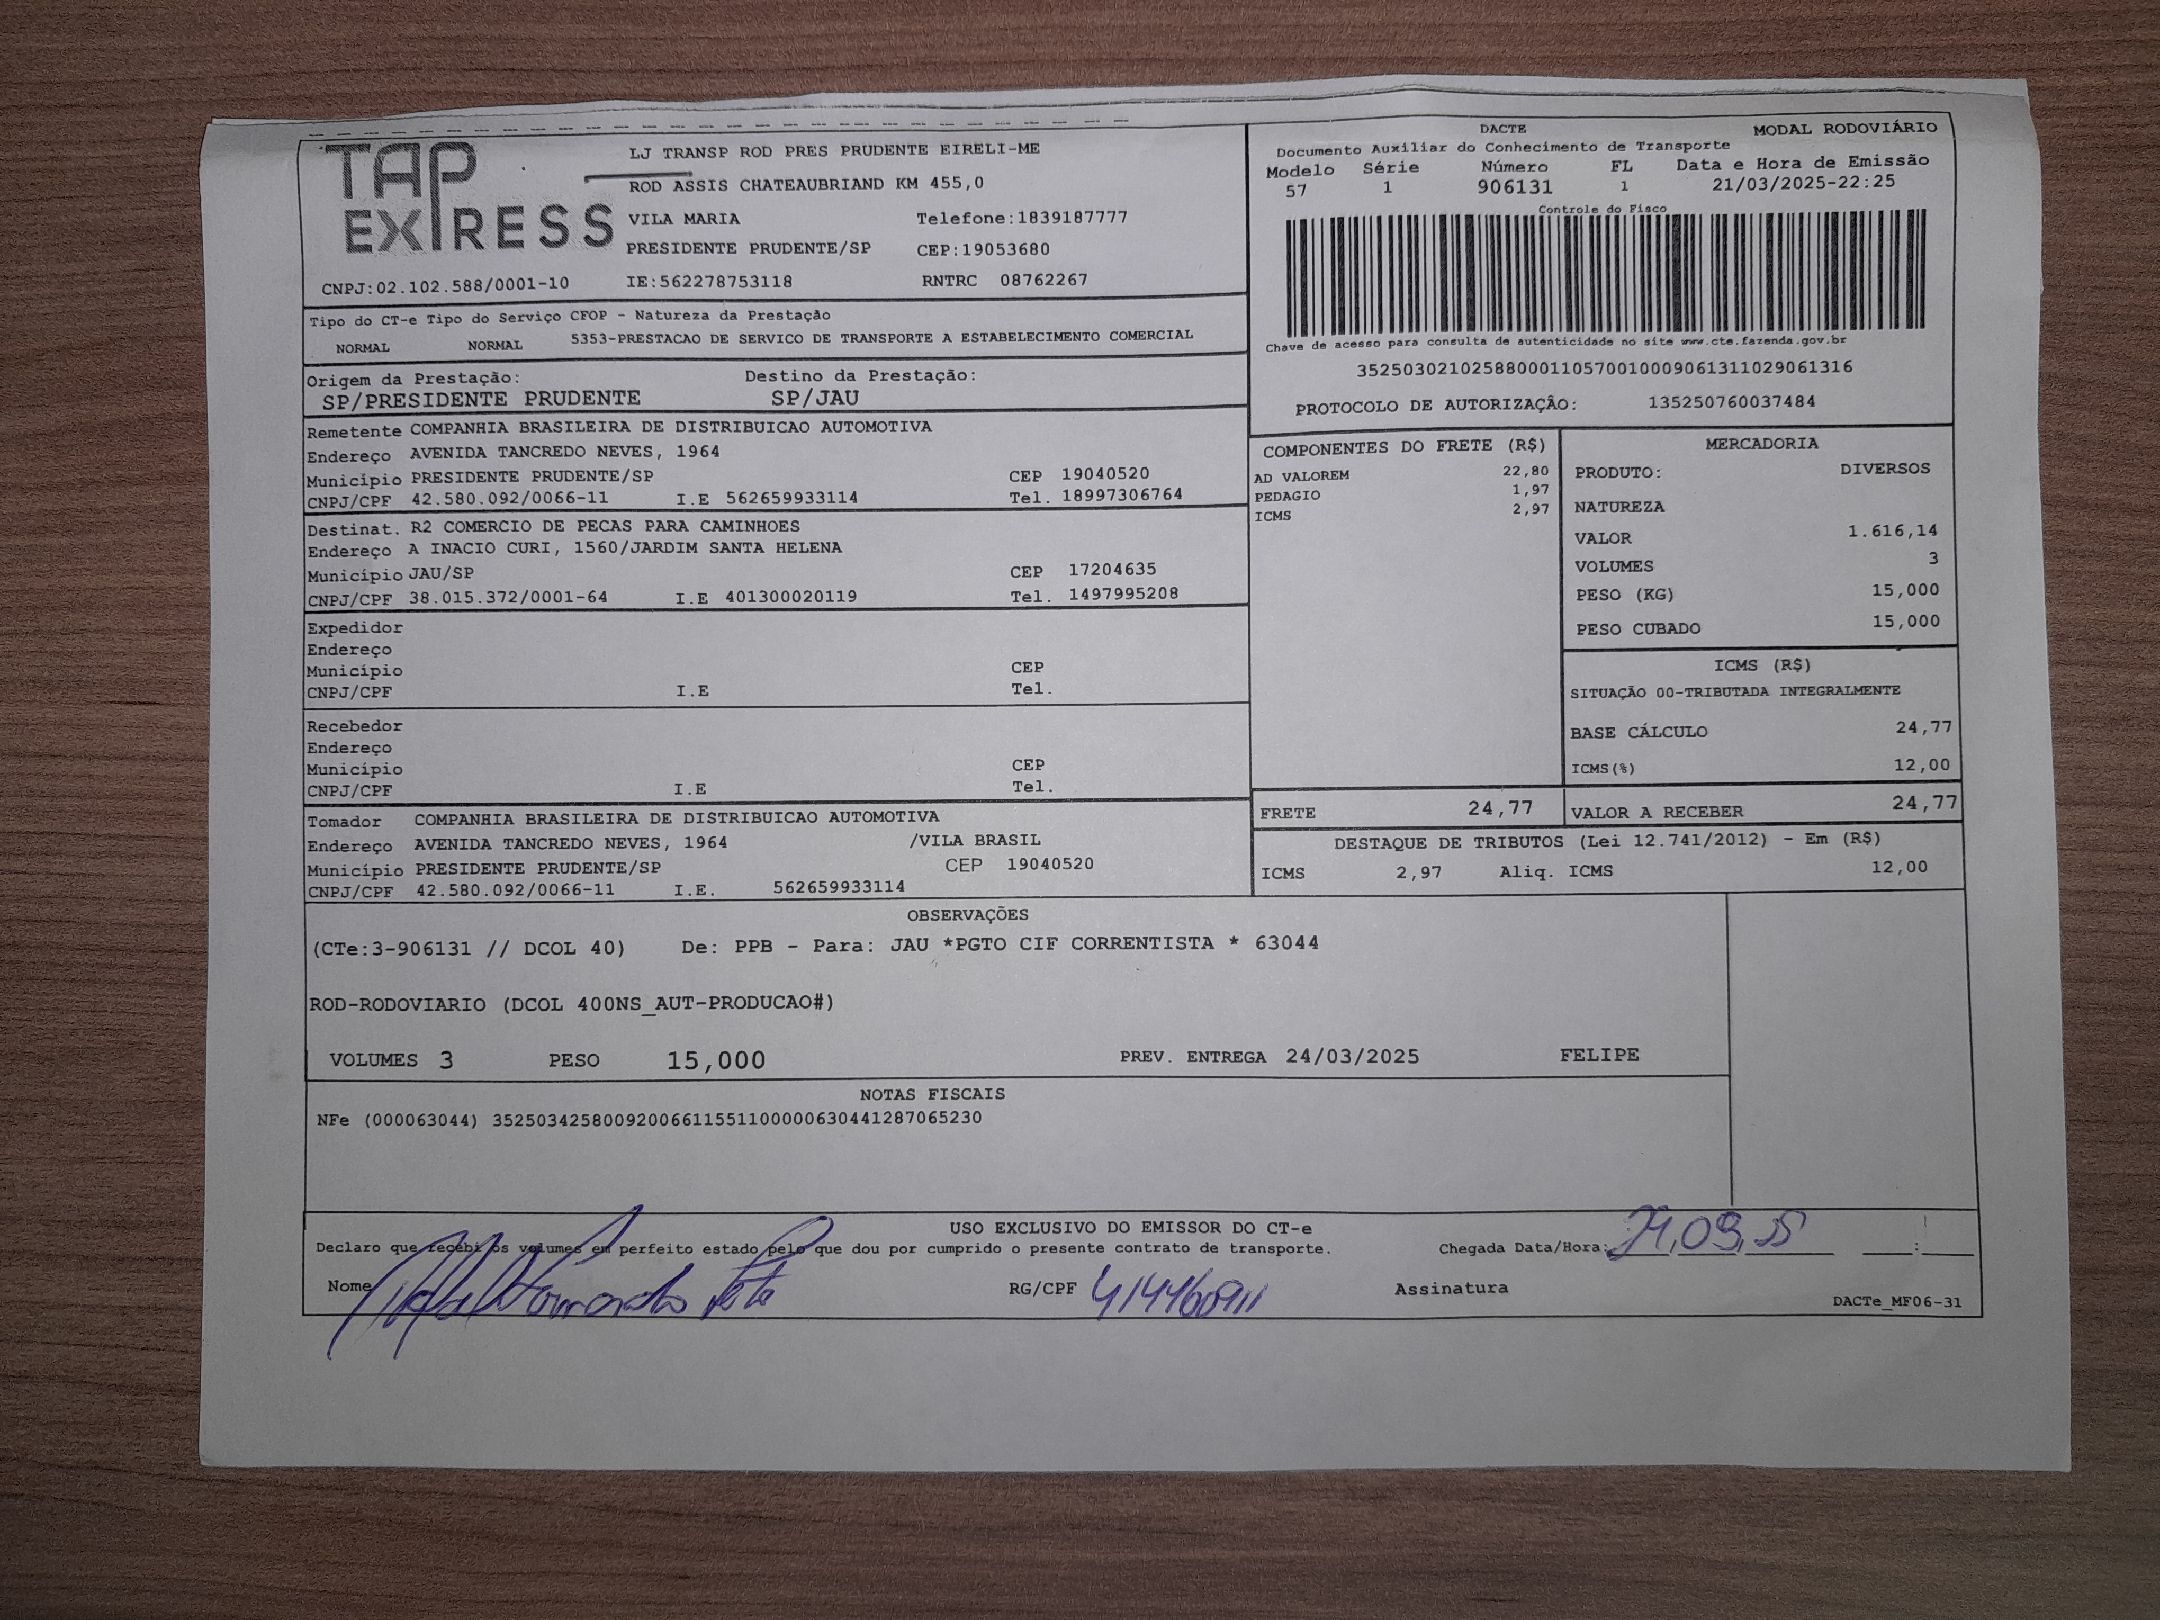 TAP EXPRESS
LJ TRANSP ROD PRES PRUDENTE EIRELI-ME
ROD ASSIS CHATEAUBRIAND KM 455,0
VILA MARIA Telefone:1839187777
PRESIDENTE PRUDENTE/SP CEP:19053680
CNPJ:02.102.588/0001-10 IE:562278753118 RNTRC 08762267
DACTE MODAL RODOVIÁRIO
Documento Auxiliar do Conhecimento de Transporte
Modelo Série Número FL Data e Hora de Emissão
57 1 906131 1 21/03/2025-22:25
Controle do Fisco
Chave de acesso para consulta de autenticidade no site www.cte.fazenda.gov.br
35250302102588000110570010009061311029061316
PROTOCOLO DE AUTORIZAÇÃO: 135250760037484
Tipo do CT-e Tipo do Serviço CFOP - Natureza da Prestação
NORMAL NORMAL 5353-PRESTACAO DE SERVICO DE TRANSPORTE A ESTABELECIMENTO COMERCIAL
Origem da Prestação: Destino da Prestação:
SP/PRESIDENTE PRUDENTE SP/JAU
Remetente COMPANHIA BRASILEIRA DE DISTRIBUICAO AUTOMOTIVA
Endereço AVENIDA TANCREDO NEVES, 1964
Município PRESIDENTE PRUDENTE/SP CEP 19040520
CNPJ/CPF 42.580.092/0066-11 I.E 562659933114 Tel. 18997306764
Destinat. R2 COMERCIO DE PECAS PARA CAMINHOES
Endereço A INACIO CURI, 1560/JARDIM SANTA HELENA
Município JAU/SP CEP 17204635
CNPJ/CPF 38.015.372/0001-64 I.E 401300020119 Tel. 1497995208
Expedidor
Endereço
Município CEP
CNPJ/CPF I.E Tel.
Recebedor
Endereço
Município CEP
CNPJ/CPF I.E Tel.
Tomador COMPANHIA BRASILEIRA DE DISTRIBUICAO AUTOMOTIVA
Endereço AVENIDA TANCREDO NEVES, 1964 /VILA BRASIL
Município PRESIDENTE PRUDENTE/SP CEP 19040520
CNPJ/CPF 42.580.092/0066-11 I.E. 562659933114
COMPONENTES DO FRETE (R$)
AD VALOREM 22,80
PEDAGIO 1,97
ICMS 2,97
MERCADORIA
PRODUTO: DIVERSOS
NATUREZA
VALOR 1.616,14
VOLUMES 3
PESO (KG) 15,000
PESO CUBADO 15,000
ICMS (R$)
SITUAÇÃO 00-TRIBUTADA INTEGRALMENTE
BASE CÁLCULO 24,77
ICMS(%) 12,00
FRETE 24,77 VALOR A RECEBER 24,77
DESTAQUE DE TRIBUTOS (Lei 12.741/2012) - Em (R$)
ICMS 2,97 Aliq. ICMS 12,00
OBSERVAÇÕES
(CTe:3-906131 // DCOL 40) De: PPB - Para: JAU *PGTO CIF CORRENTISTA * 63044
ROD-RODOVIARIO (DCOL 400NS_AUT-PRODUCAO#)
VOLUMES 3 PESO 15,000 PREV. ENTREGA 24/03/2025 FELIPE
NOTAS FISCAIS
NFe (000063044) 35250342580092006611551100000630441287065230
USO EXCLUSIVO DO EMISSOR DO CT-e
Declaro que recebi os volumes em perfeito estado pelo que dou por cumprido o presente contrato de transporte. Chegada Data/Hora:
Nome RG/CPF Assinatura
DACTe_MF06-31